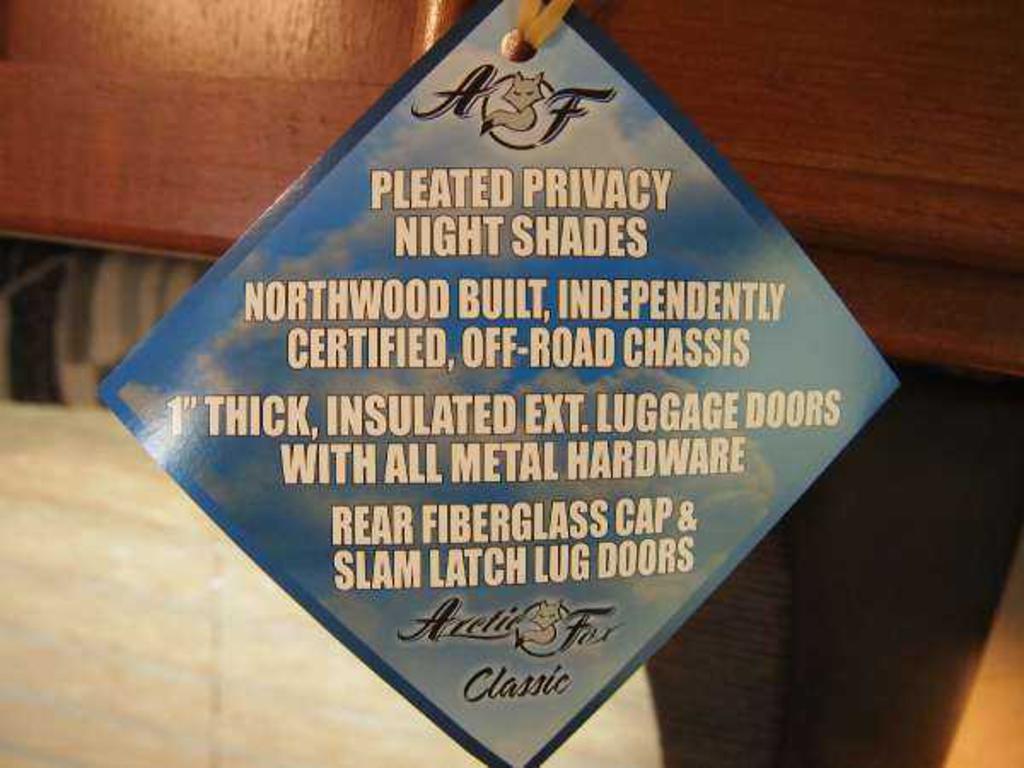 A F
PLEATED PRIVACY
NIGHT SHADES
NORTHWOOD BUILT, INDEPENDENTLY
CERTIFIED, OFF-ROAD CHASSIS
1" THICK, INSULATED EXT. LUGGAGE DOORS
WITH ALL METAL HARDWARE
REAR FIBERGLASS CAP &
SLAM LATCH LUG DOORS
Arctic Fox
Classic